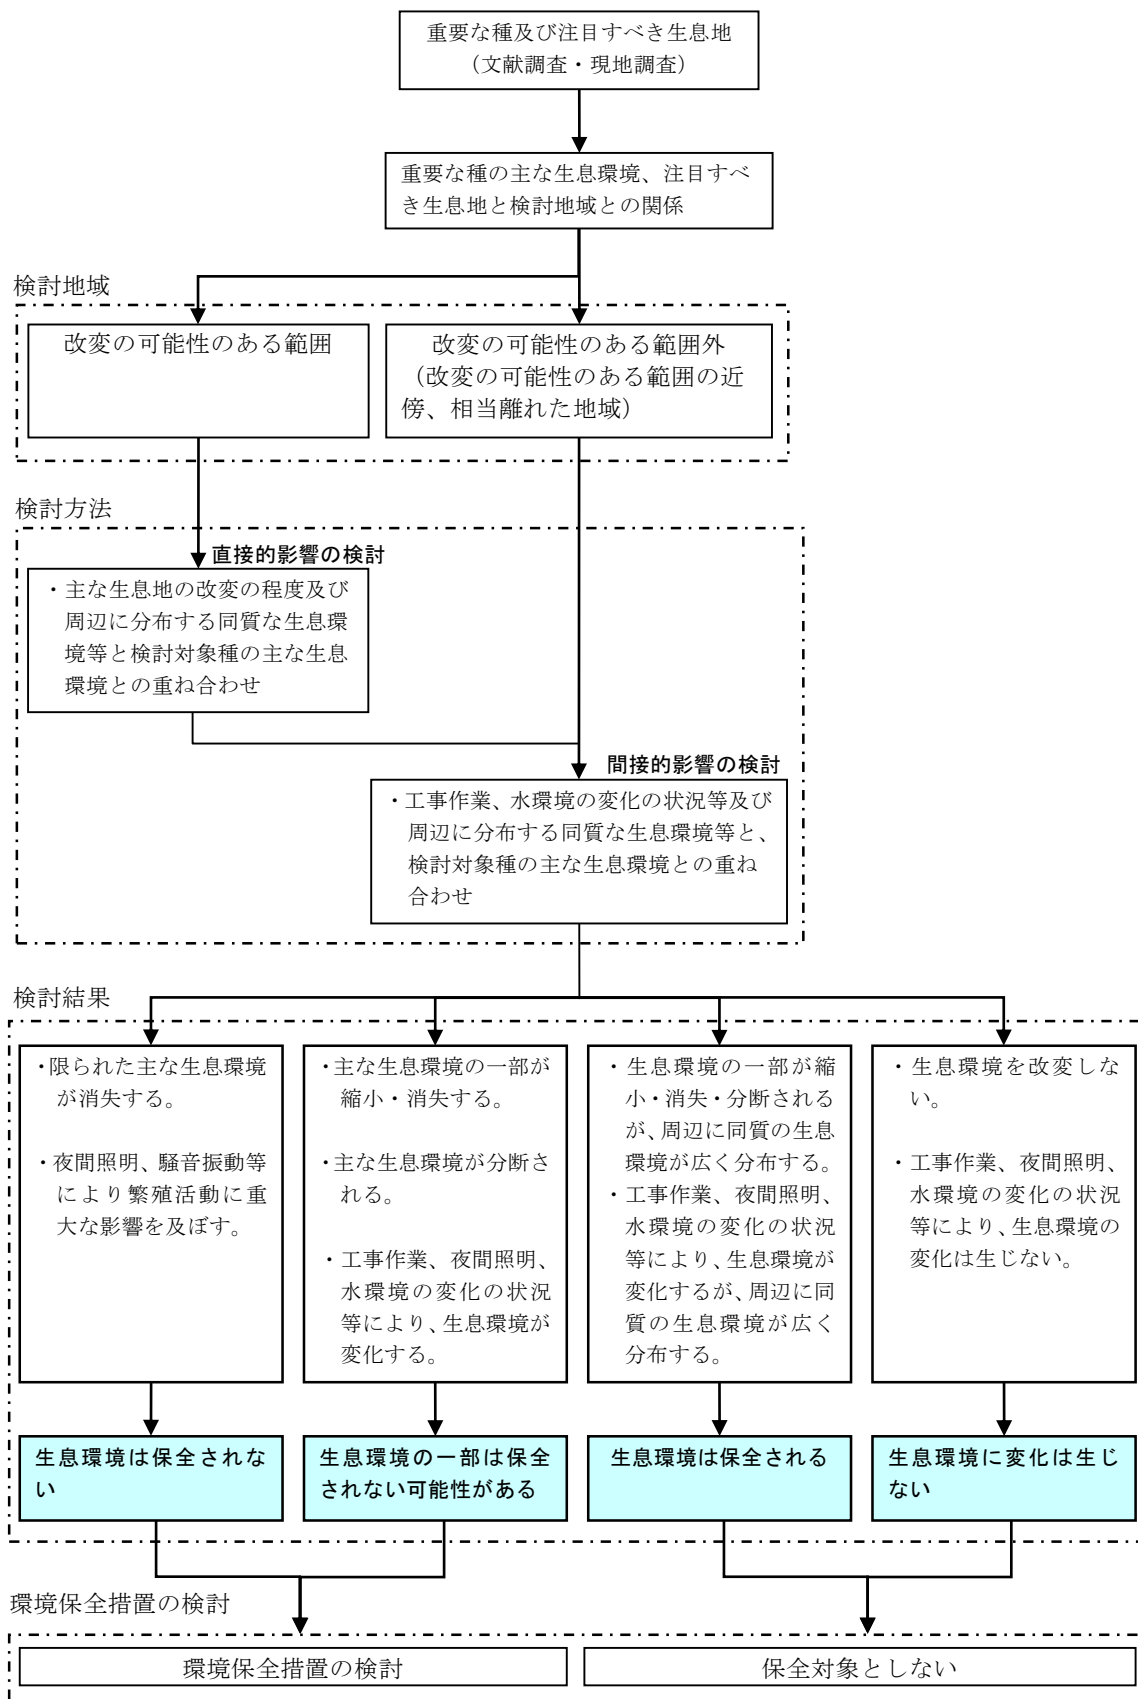 重要な種及び注目すべき生息地
（文献調査・現地調査）
重要な種の主な生息環境、注目すべ
き生息地と検討地域との関係
検討地域
改変の可能性のある範囲
改変の可能性のある範囲外
（改変の可能性のある範囲の近
傍、相当離れた地域）
検討方法
直接的影響の検討
・主な生息地の改変の程度及び
周辺に分布する同質な生息環
境等と検討対象種の主な生息
環境との重ね合わせ
間接的影響の検討
・工事作業、水環境の変化の状況等及び
周辺に分布する同質な生息環境等と、
検討対象種の主な生息環境との重ね
合わせ
検討結果
・限られた主な生息環境
が消失する。
・夜間照明、騒音振動等
により繁殖活動に重
大な影響を及ぼす。
・主な生息環境の一部が
縮小・消失する。
・主な生息環境が分断さ
れる。
・工事作業、夜間照明、
水環境の変化の状況
等により、生息環境が
変化する。
・生息環境の一部が縮
小・消失・分断される
が、周辺に同質の生息
環境が広く分布する。
・工事作業、夜間照明、
水環境の変化の状況
等により、生息環境が
変化するが、周辺に同
質の生息環境が広く
分布する。
・生息環境を改変しな
い。
・工事作業、夜間照明、
水環境の変化の状況
等により、生息環境の
変化は生じない。
生息環境は保全されな
い
生息環境の一部は保全
されない可能性がある
生息環境は保全される
生息環境に変化は生じ
ない
環境保全措置の検討
環境保全措置の検討
保全対象としない